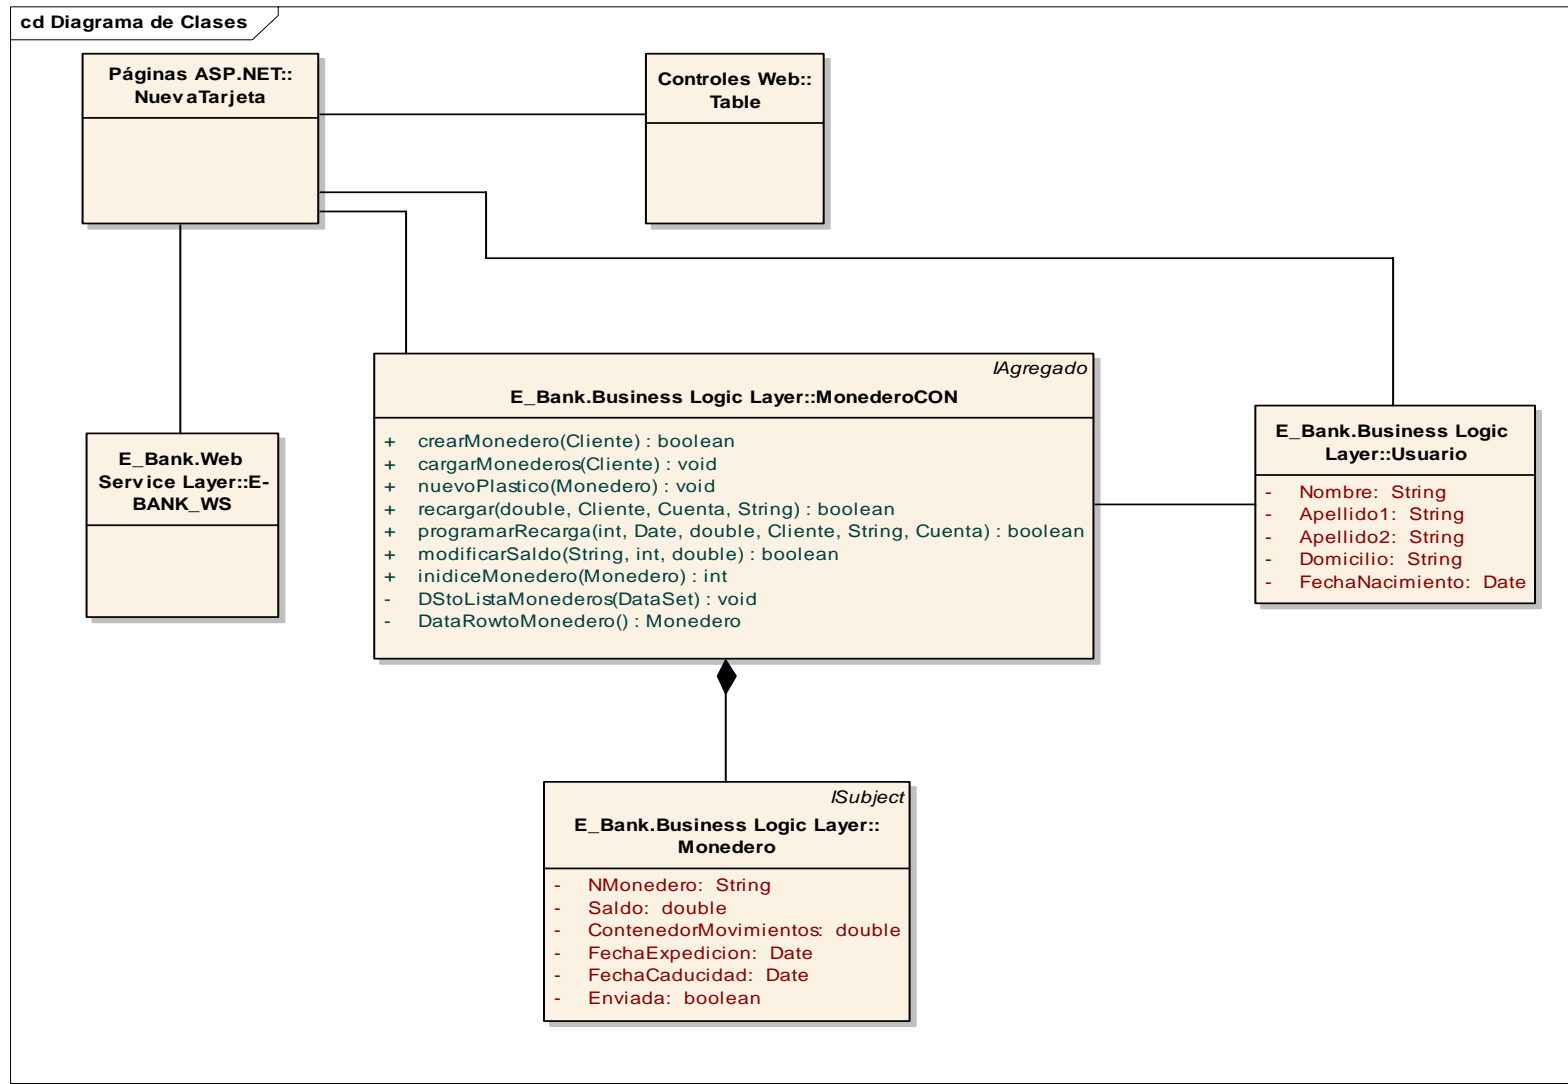 cd Diagrama de Clases
Páginas ASP.NET::
NuevaTarjeta
Controles Web::
Table
IAgregado
E_Bank.Business Logic Layer::MonederoCON
+ crearMonedero(Cliente) : boolean
+ cargarMonederos(Cliente) : void
+ nuevoPlastico(Monedero) : void
+ recargar(double, Cliente, Cuenta, String) : boolean
+ programarRecarga(int, Date, double, Cliente, String, Cuenta) : boolean
+ modificarSaldo(String, int, double) : boolean
+ inidiceMonedero(Monedero) : int
- DStoListaMonederos(DataSet) : void
- DataRowtoMonedero() : Monedero
E_Bank.Business Logic
Layer::Usuario
- Nombre: String
- Apellido1: String
- Apellido2: String
- Domicilio: String
- FechaNacimiento: Date
E_Bank.Web
Service Layer::E-
BANK_WS
ISubject
E_Bank.Business Logic Layer::
Monedero
- NMonedero: String
- Saldo: double
- ContenedorMovimientos: double
- FechaExpedicion: Date
- FechaCaducidad: Date
- Enviada: boolean